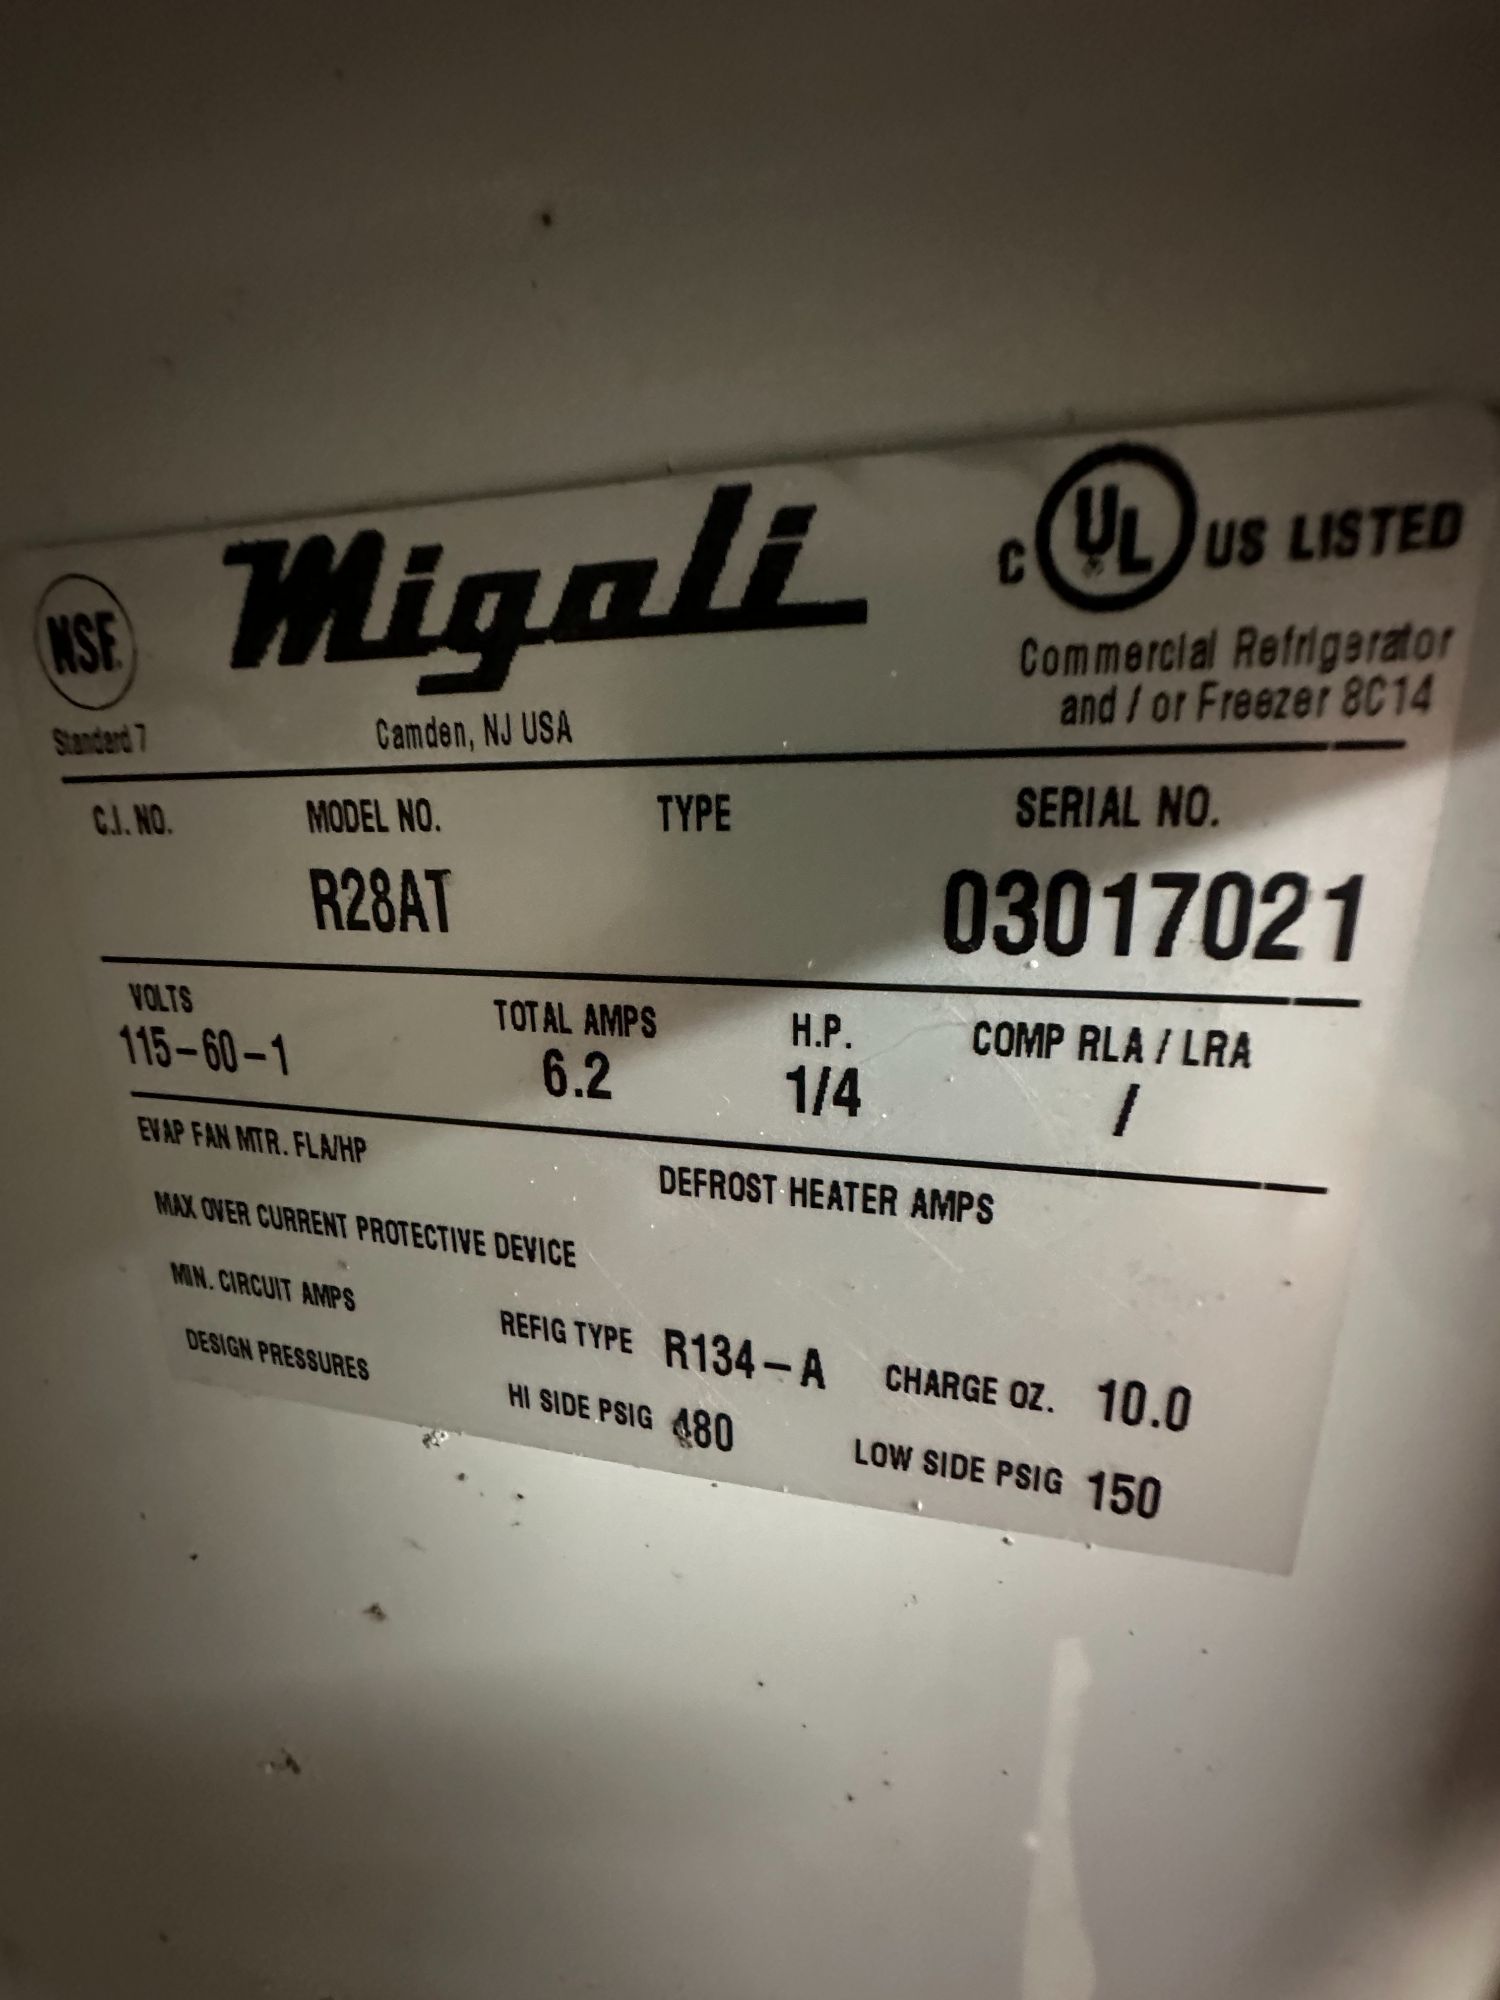 NSF.
Standard 7
Migali
Camden, NJ USA
C UL US LISTED
Commercial Refrigerator
and / or Freezer 8C14
C.I. NO. MODEL NO. TYPE SERIAL NO.
R28AT 03017021
VOLTS TOTAL AMPS H.P. COMP RLA / LRA
115-60-1 6.2 1/4 /
EVAP FAN MTR. FLA/HP DEFROST HEATER AMPS
MAX OVER CURRENT PROTECTIVE DEVICE
MIN. CIRCUIT AMPS REFIG TYPE R134-A CHARGE OZ. 10.0
DESIGN PRESSURES HI SIDE PSIG 480 LOW SIDE PSIG 150